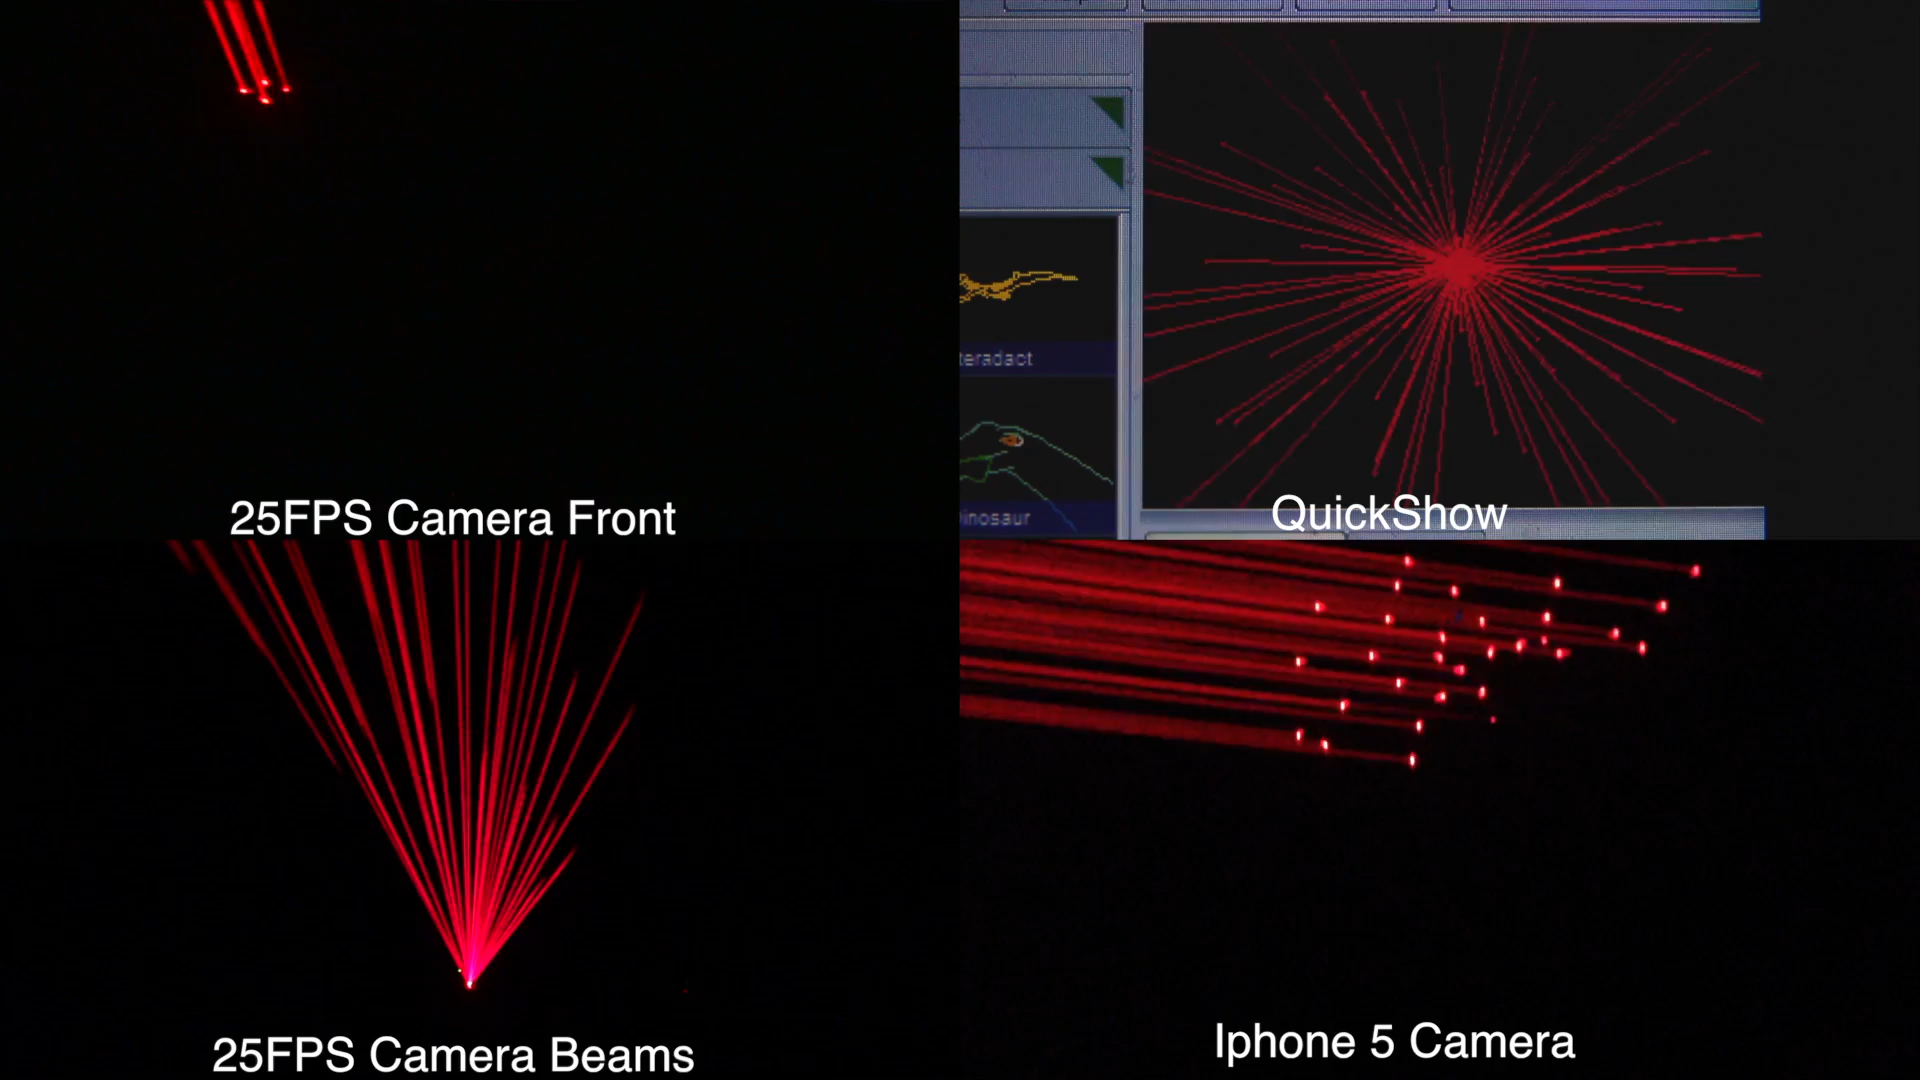 25FPS Camera Front
teradact
inosaur
QuickShow
25FPS Camera Beams
Iphone 5 Camera